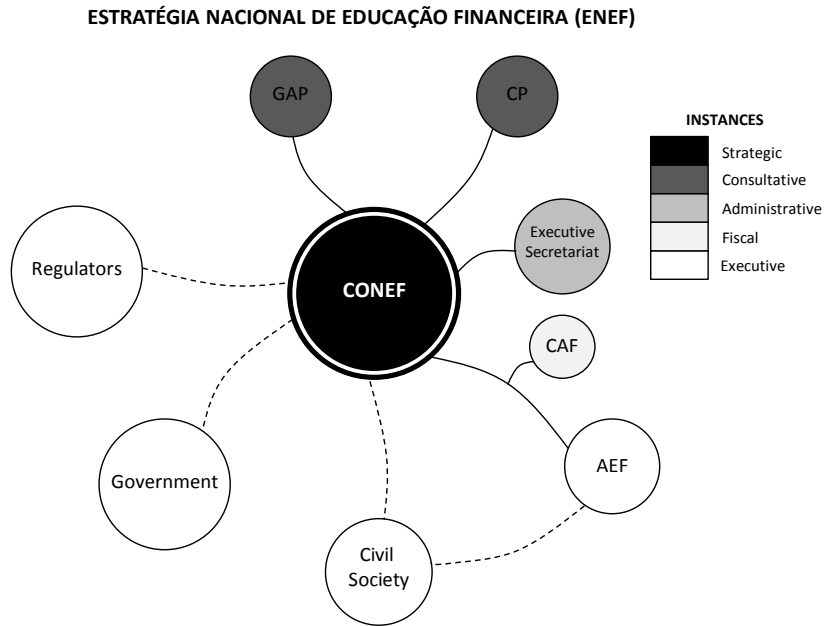 ESTRATÉGIA NACIONAL DE EDUCAÇÃO FINANCEIRA (ENEF)
GAP
CP
INSTANCES
Strategic
Consultative
Administrative
Fiscal
Executive
Executive
Secretariat
Regulators
CONEF
CAF
AEF
Government
Civil
Society